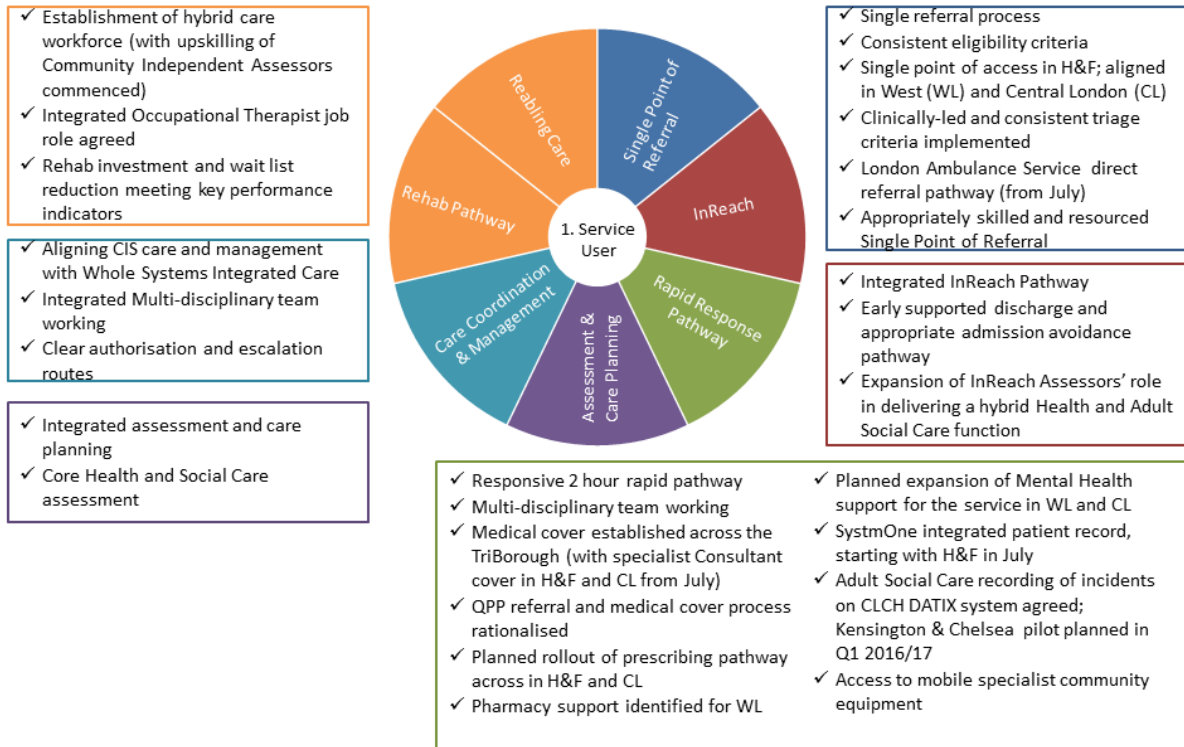 ✓ Establishment of hybrid care
workforce (with upskilling of
Community Independent Assessors
commenced)
✓ Integrated Occupational Therapist job
role agreed
✓ Rehab investment and wait list
reduction meeting key performance
indicators
✓ Aligning CIS care and management
with Whole Systems Integrated Care
✓ Integrated Multi-disciplinary team
working
✓ Clear authorisation and escalation
routes
✓ Integrated assessment and care
planning
✓ Core Health and Social Care
assessment
Reabling Care
Single Point of
Referral
Rehab Pathway
InReach
1. Service
User
Care Coordination
& Management
Rapid Response
Pathway
Assessment &
Care Planning
✓ Single referral process
✓ Consistent eligibility criteria
✓ Single point of access in H&F; aligned
in West (WL) and Central London (CL)
✓ Clinically-led and consistent triage
criteria implemented
✓ London Ambulance Service direct
referral pathway (from July)
✓ Appropriately skilled and resourced
Single Point of Referral
✓ Integrated InReach Pathway
✓ Early supported discharge and
appropriate admission avoidance
pathway
✓ Expansion of InReach Assessors’ role
in delivering a hybrid Health and Adult
Social Care function
✓ Responsive 2 hour rapid pathway
✓ Multi-disciplinary team working
✓ Medical cover established across the
TriBorough (with specialist Consultant
cover in H&F and CL from July)
✓ QPP referral and medical cover process
rationalised
✓ Planned rollout of prescribing pathway
across in H&F and CL
✓ Pharmacy support identified for WL
✓ Planned expansion of Mental Health
support for the service in WL and CL
✓ SystmOne integrated patient record,
starting with H&F in July
✓ Adult Social Care recording of incidents
on CLCH DATIX system agreed;
Kensington & Chelsea pilot planned in
Q1 2016/17
✓ Access to mobile specialist community
equipment